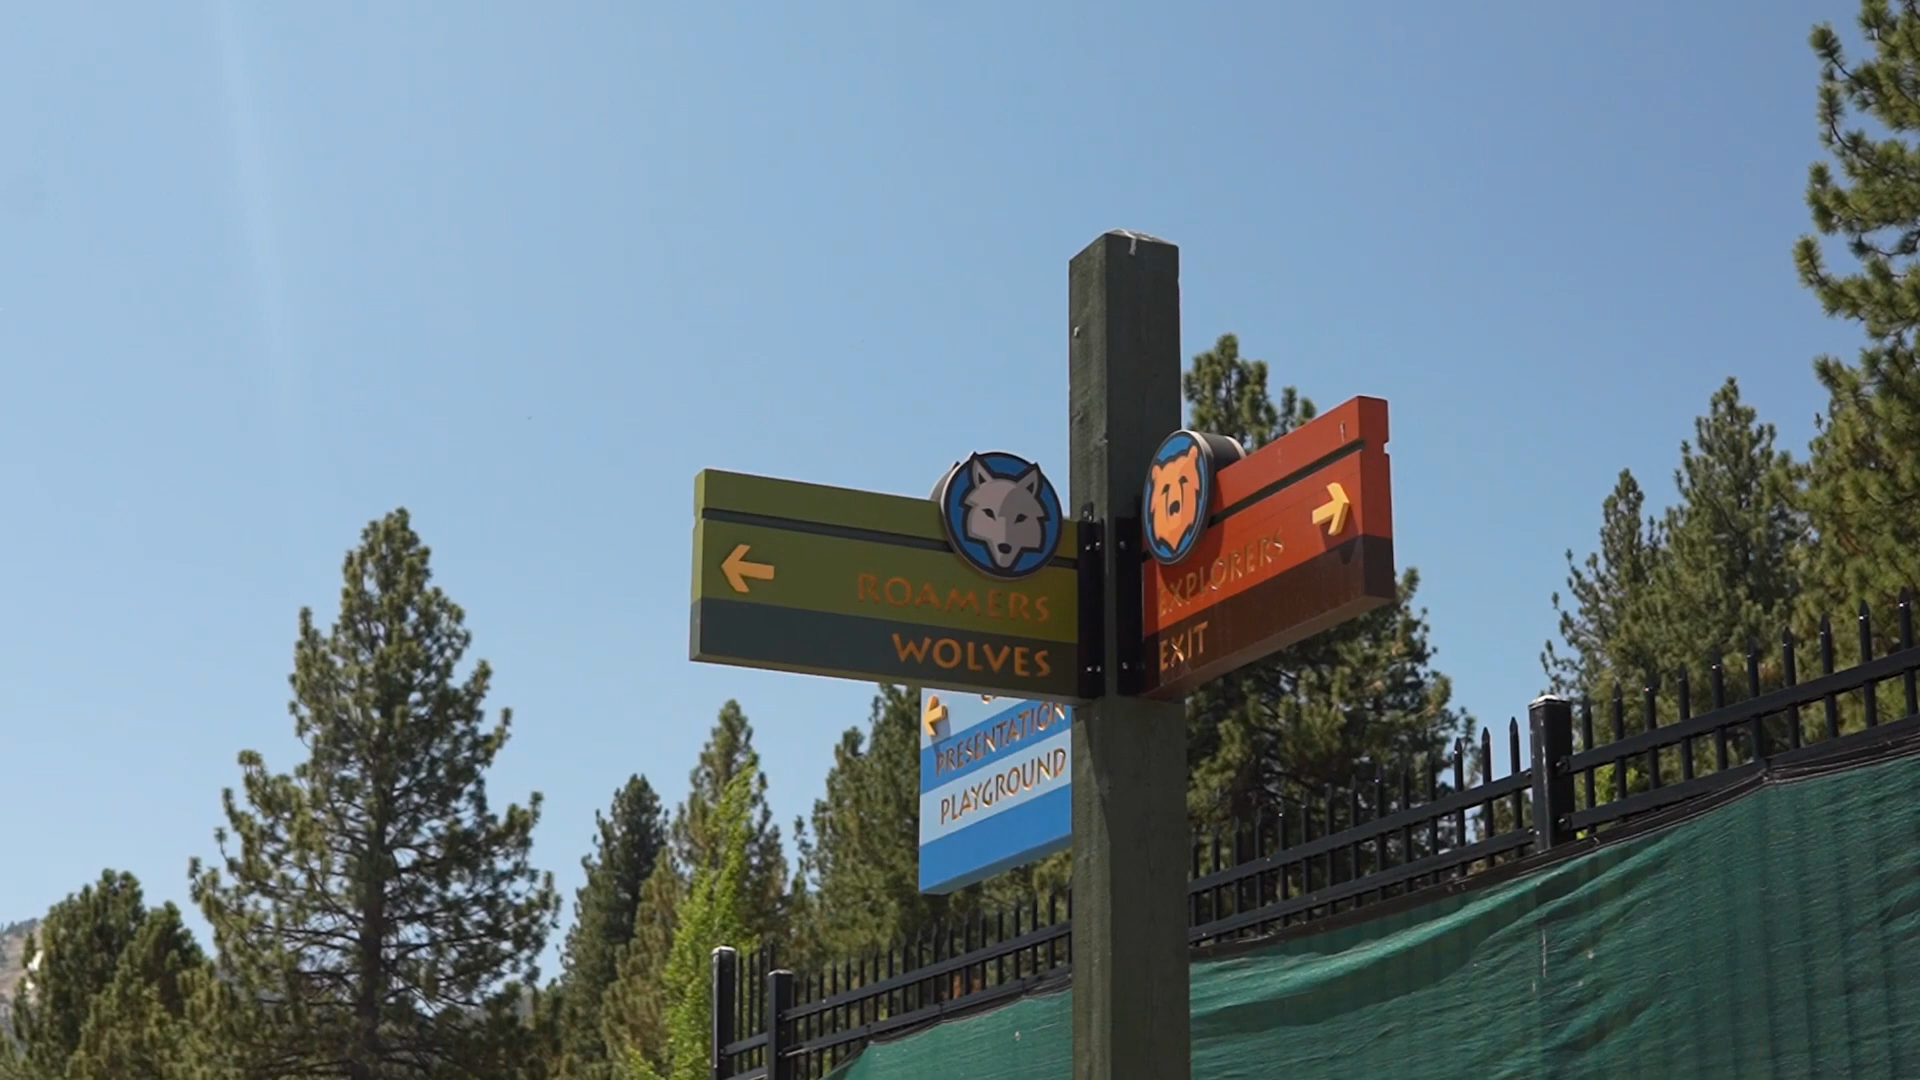 ROAMERS
WOLVES
EXPLORERS
EXIT
PRESENTATION
PLAYGROUND